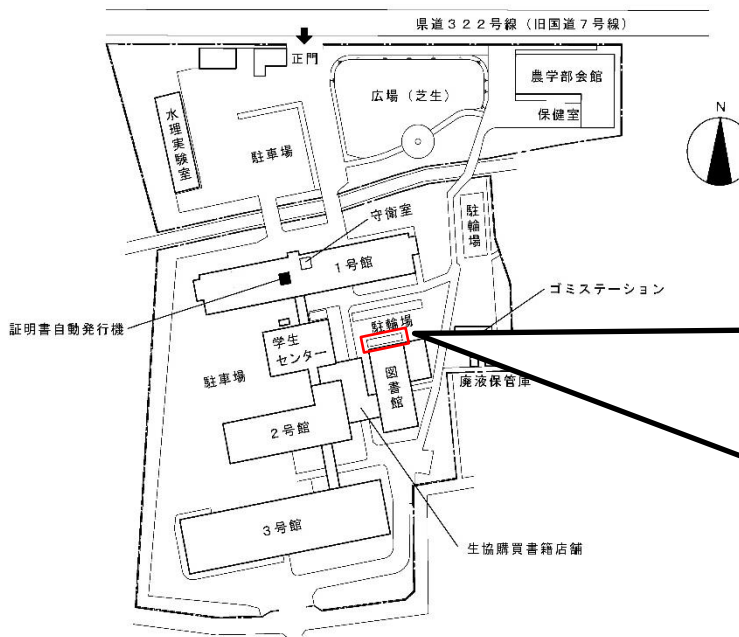 県道３２２号線（旧国道７号線）
正門
農学部会館
広場（芝生）
保健室
水理実験室
駐車場
N
駐輪場
守衛室
１号館
ゴミステーション
証明書自動発行機
駐輪場
学生
センター
図書館
駐車場
廃液保管庫
２号館
３号館
生協購買書籍店舗